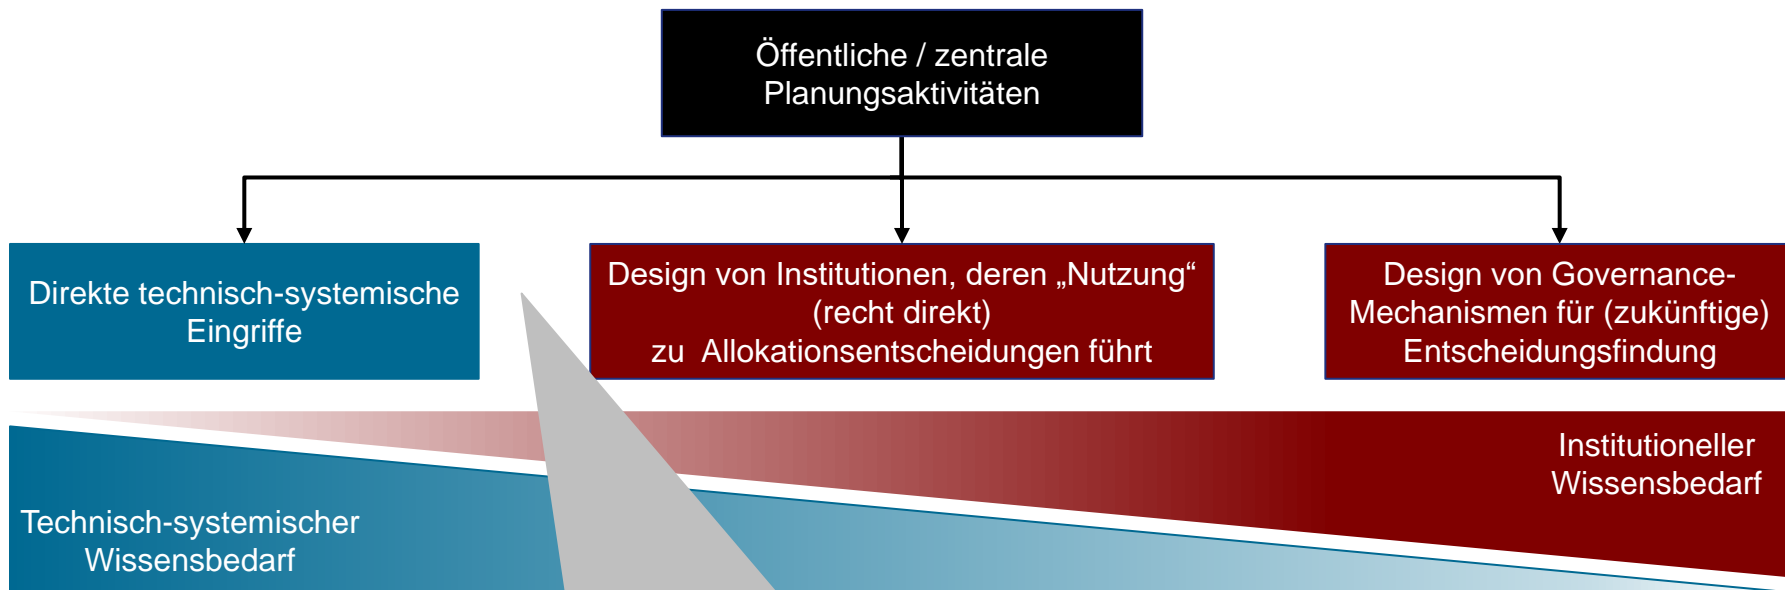 Öffentliche / zentrale
Planungsaktivitäten
Direkte technisch-systemische
Eingriffe
Design von Institutionen, deren „Nutzung“
(recht direkt)
zu Allokationsentscheidungen führt
Design von Governance-
Mechanismen für (zukünftige)
Entscheidungsfindung
Institutioneller
Wissensbedarf
Technisch-systemischer
Wissensbedarf